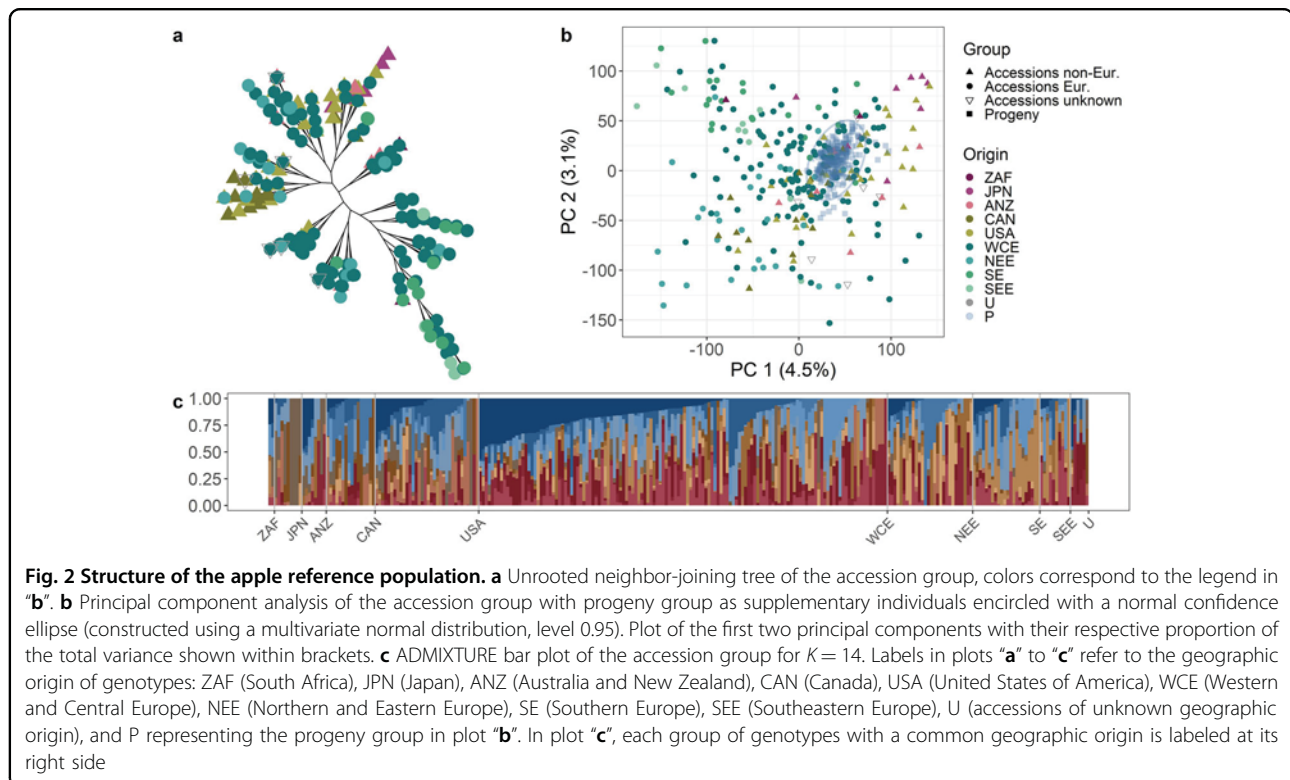 a
b
100
50
0
-50
-100
-150
PC 2 (3.1%)
-100
0
100
PC 1 (4.5%)
Group
Accessions non-Eur.
Accessions Eur.
Accessions unknown
Progeny
Origin
ZAF
JPN
ANZ
CAN
USA
WCE
NEE
SE
SEE
U
P
c
1.00
0.75
0.50
0.25
0.00
ZAF
JPN
ANZ
CAN
USA
WCE
NEE
SE
SEE
U
Fig. 2 Structure of the apple reference population. a Unrooted neighbor-joining tree of the accession group, colors correspond to the legend in
"b". b Principal component analysis of the accession group with progeny group as supplementary individuals encircled with a normal confidence
ellipse (constructed using a multivariate normal distribution, level 0.95). Plot of the first two principal components with their respective proportion of
the total variance shown within brackets. c ADMIXTURE bar plot of the accession group for K = 14. Labels in plots "a" to "c" refer to the geographic
origin of genotypes: ZAF (South Africa), JPN (Japan), ANZ (Australia and New Zealand), CAN (Canada), USA (United States of America), WCE (Western
and Central Europe), NEE (Northern and Eastern Europe), SE (Southern Europe), SEE (Southeastern Europe), U (accessions of unknown geographic
origin), and P representing the progeny group in plot "b". In plot "c", each group of genotypes with a common geographic origin is labeled at its
right side